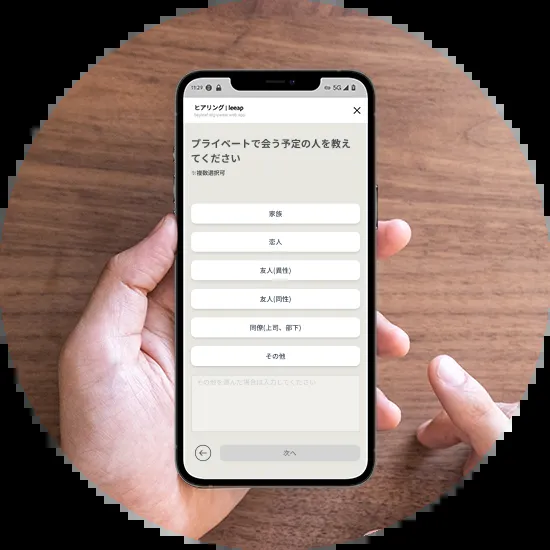 11:29 5G
ヒアリング | leeap
プライベートで会う予定の人を教え
てください
※複数選択可
家族
恋人
友人(異性)
友人(同性)
同僚(上司、部下)
その他
その他を選んだ場合は入力してください
次へ